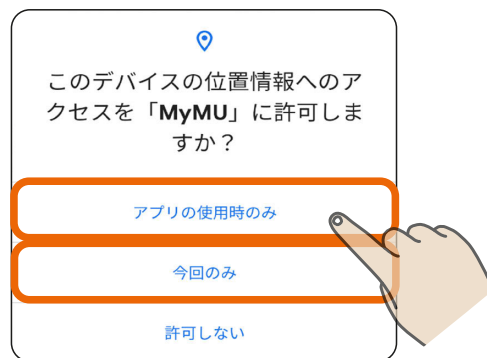 このデバイスの位置情報へのア
クセスを「MyMU」に許可しま
すか？
アプリの使用時のみ
今回のみ
許可しない